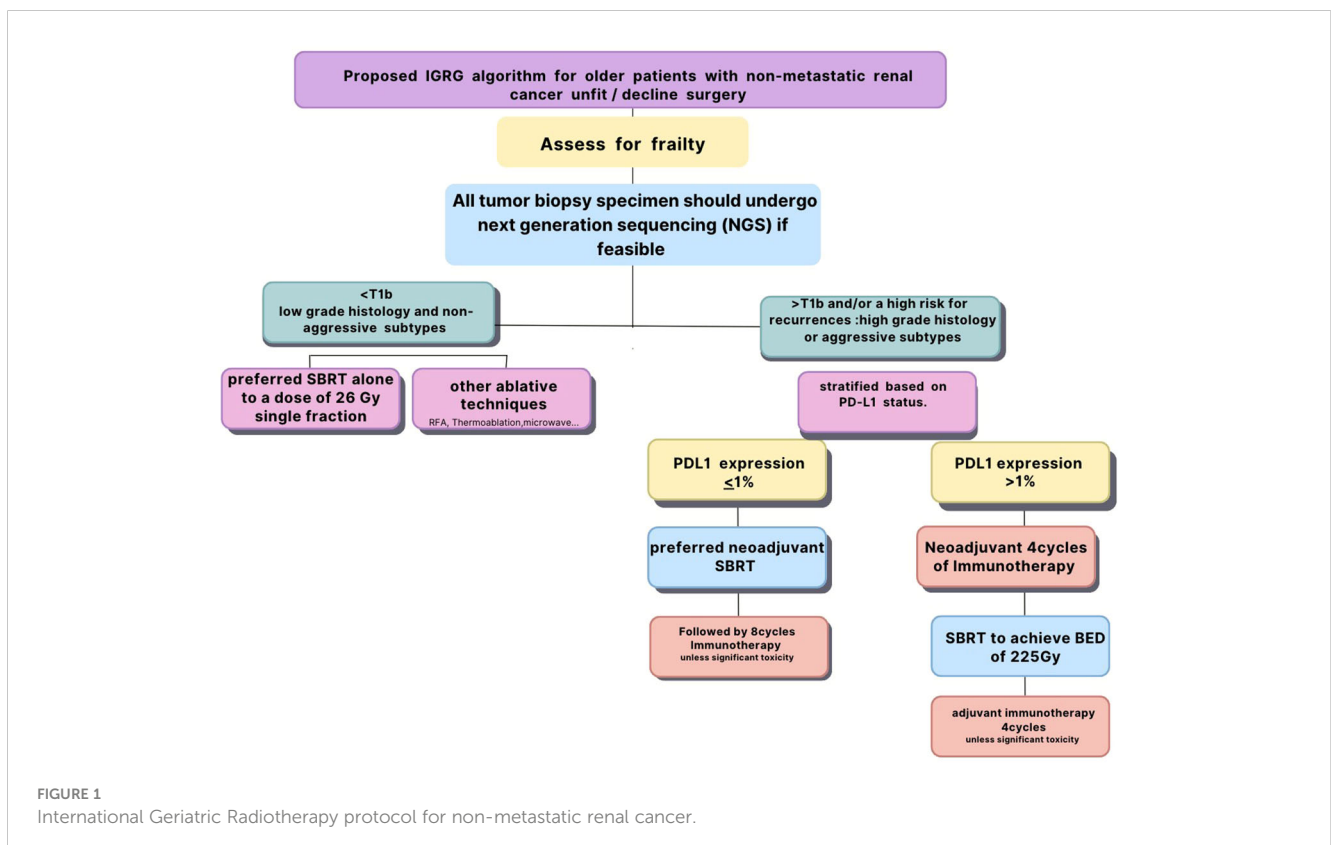 Proposed IGRG algorithm for older patients with non-metastatic renal
cancer unfit / decline surgery
Assess for frailty
All tumor biopsy specimen should undergo
next generation sequencing (NGS) if
feasible
<T1b
low grade histology and non-
aggressive subtypes
>T1b and/or a high risk for
recurrences :high grade histology
or aggressive subtypes
preferred SBRT alone
to a dose of 26 Gy
single fraction
other ablative
techniques
RFA, Thermoablation,microwave...
stratified based on
PD-L1 status.
PDL1 expression
≤1%
PDL1 expression
>1%
preferred neoadjuvant
SBRT
Neoadjuvant 4cycles
of Immunotherapy
Followed by 8cycles
Immunotherapy
unless significant toxicity
SBRT to achieve BED
of 225Gy
adjuvant immunotherapy
4cycles
unless significant toxicity
FIGURE 1
International Geriatric Radiotherapy protocol for non-metastatic renal cancer.